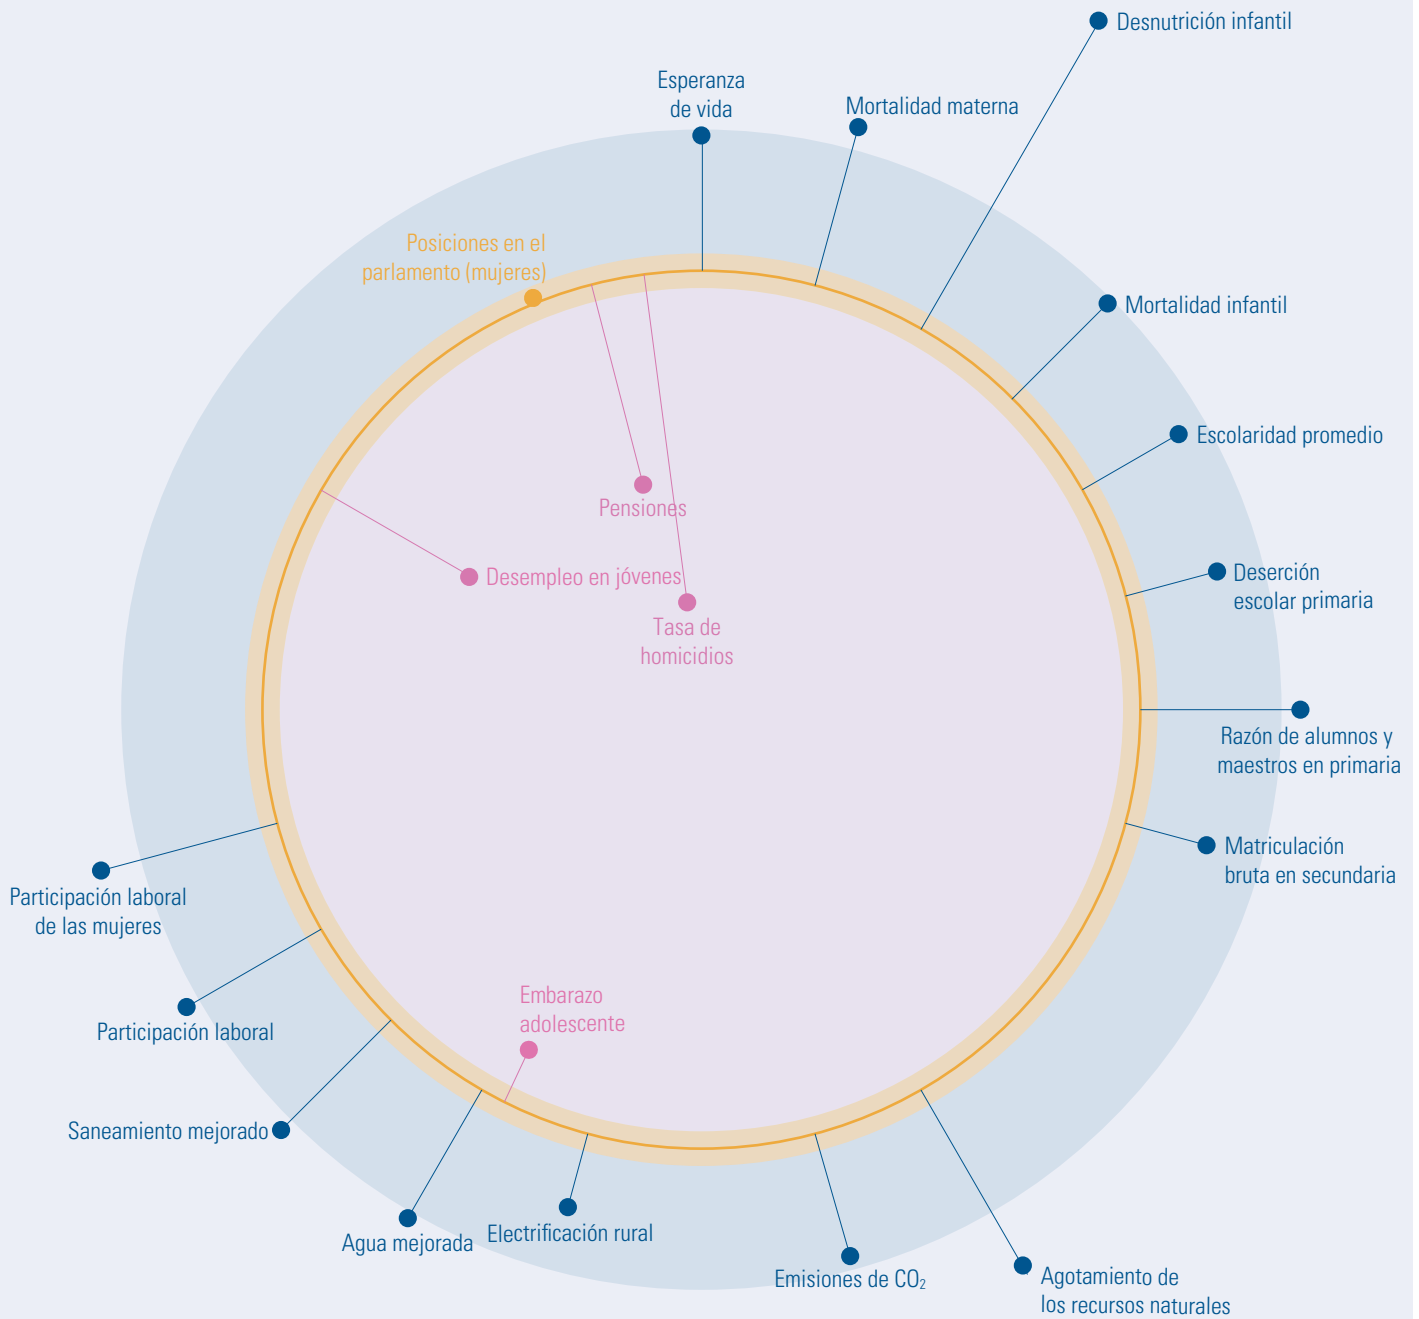 Desnutrición infantil
Esperanza
de vida
Mortalidad materna
Posiciones en el
parlamento (mujeres)
Mortalidad infantil
Escolaridad promedio
Pensiones
Desempleo en jóvenes
Deserción
escolar primaria
Tasa de
homicidios
Razón de alumnos y
maestros en primaria
Matriculación
bruta en secundaria
Participación laboral
de las mujeres
Embarazo
adolescente
Participación laboral
Saneamiento mejorado
Agua mejorada
Electrificación rural
Emisiones de CO₂
Agotamiento de
los recursos naturales